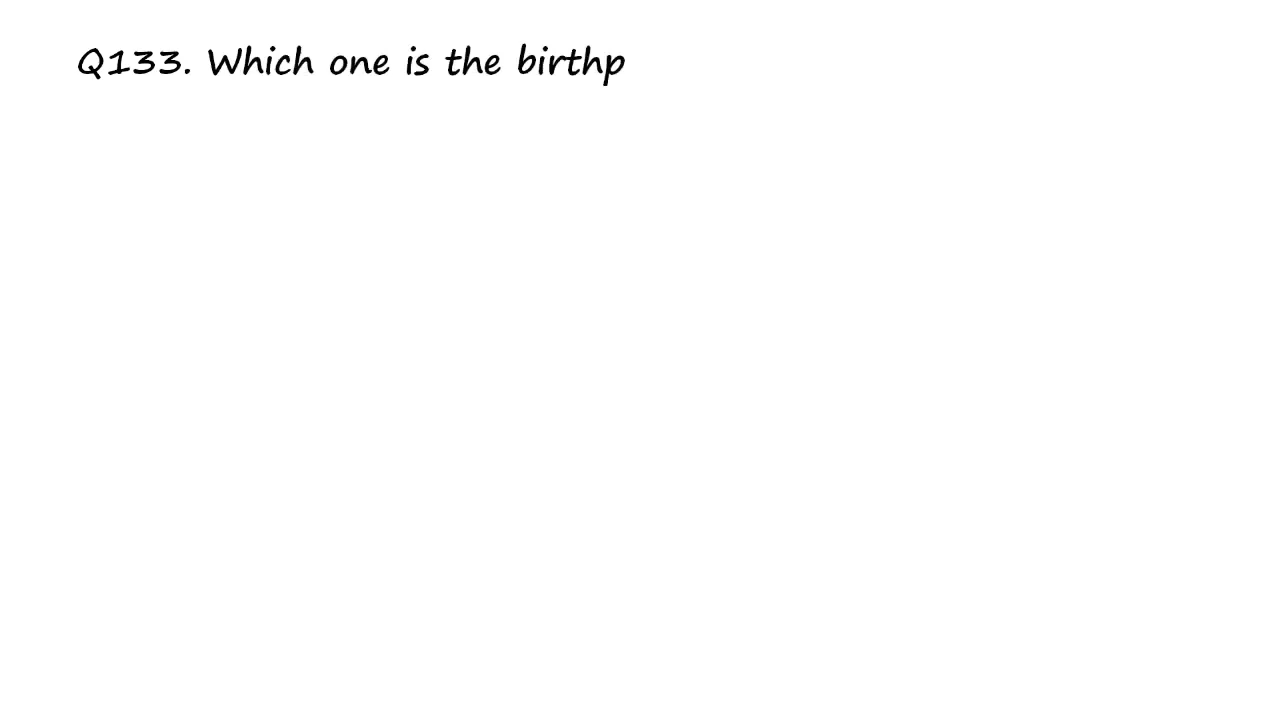 Q133. Which one is the birthp